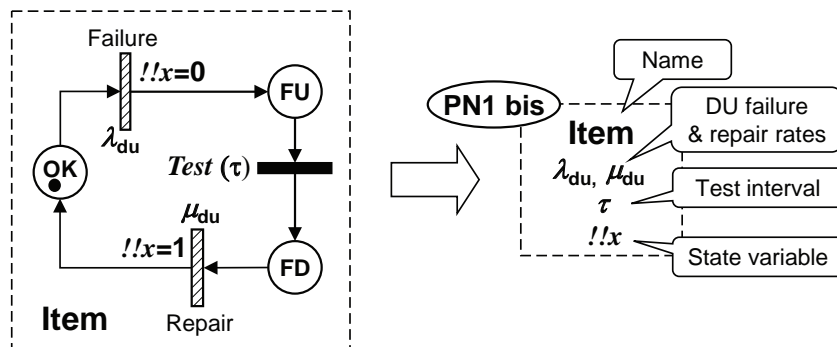 Failure
!!x=0
λdu
FU
OK
Test (τ)
μdu
!!x=1
FD
Item
Repair
Name
PN1 bis
Item
DU failure
& repair rates
λdu, μdu
τ
Test interval
!!x
State variable